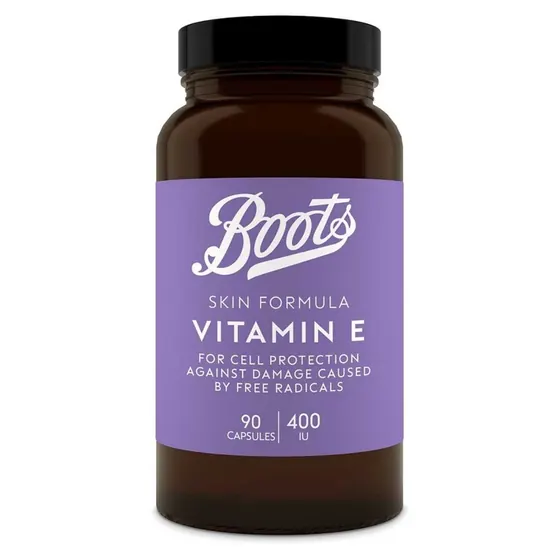 Boots
SKIN FORMULA
VITAMIN E
FOR CELL PROTECTION
AGAINST DAMAGE CAUSED
BY FREE RADICALS
90 400
CAPSULES IU